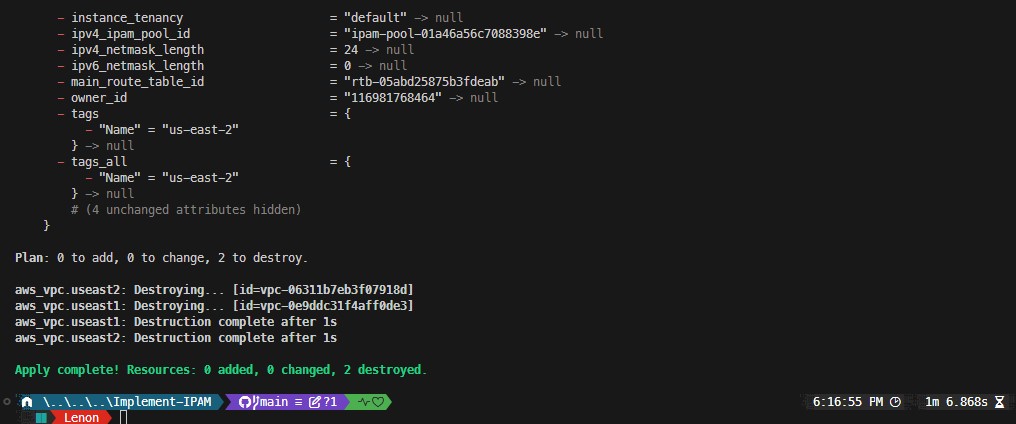 - instance_tenancy = "default" -> null
- ipv4_ipam_pool_id = "ipam-pool-01a46a56c7088398e" -> null
- ipv4_netmask_length = 24 -> null
- ipv6_netmask_length = 0 -> null
- main_route_table_id = "rtb-05abd25875b3fdeab" -> null
- owner_id = "116981768464" -> null
- tags = {
- "Name" = "us-east-2"
} -> null
- tags_all = {
- "Name" = "us-east-2"
} -> null
# (4 unchanged attributes hidden)
}
Plan: 0 to add, 0 to change, 2 to destroy.
aws_vpc.useast2: Destroying... [id=vpc-06311b7eb3f07918d]
aws_vpc.useast1: Destroying... [id=vpc-0e9ddc31f4aff0de3]
aws_vpc.useast1: Destruction complete after 1s
aws_vpc.useast2: Destruction complete after 1s
Apply complete! Resources: 0 added, 0 changed, 2 destroyed.
\..\..\..\Implement-IPAM main ≡ ?1 6:16:55 PM 1m 6.868s
Lenon